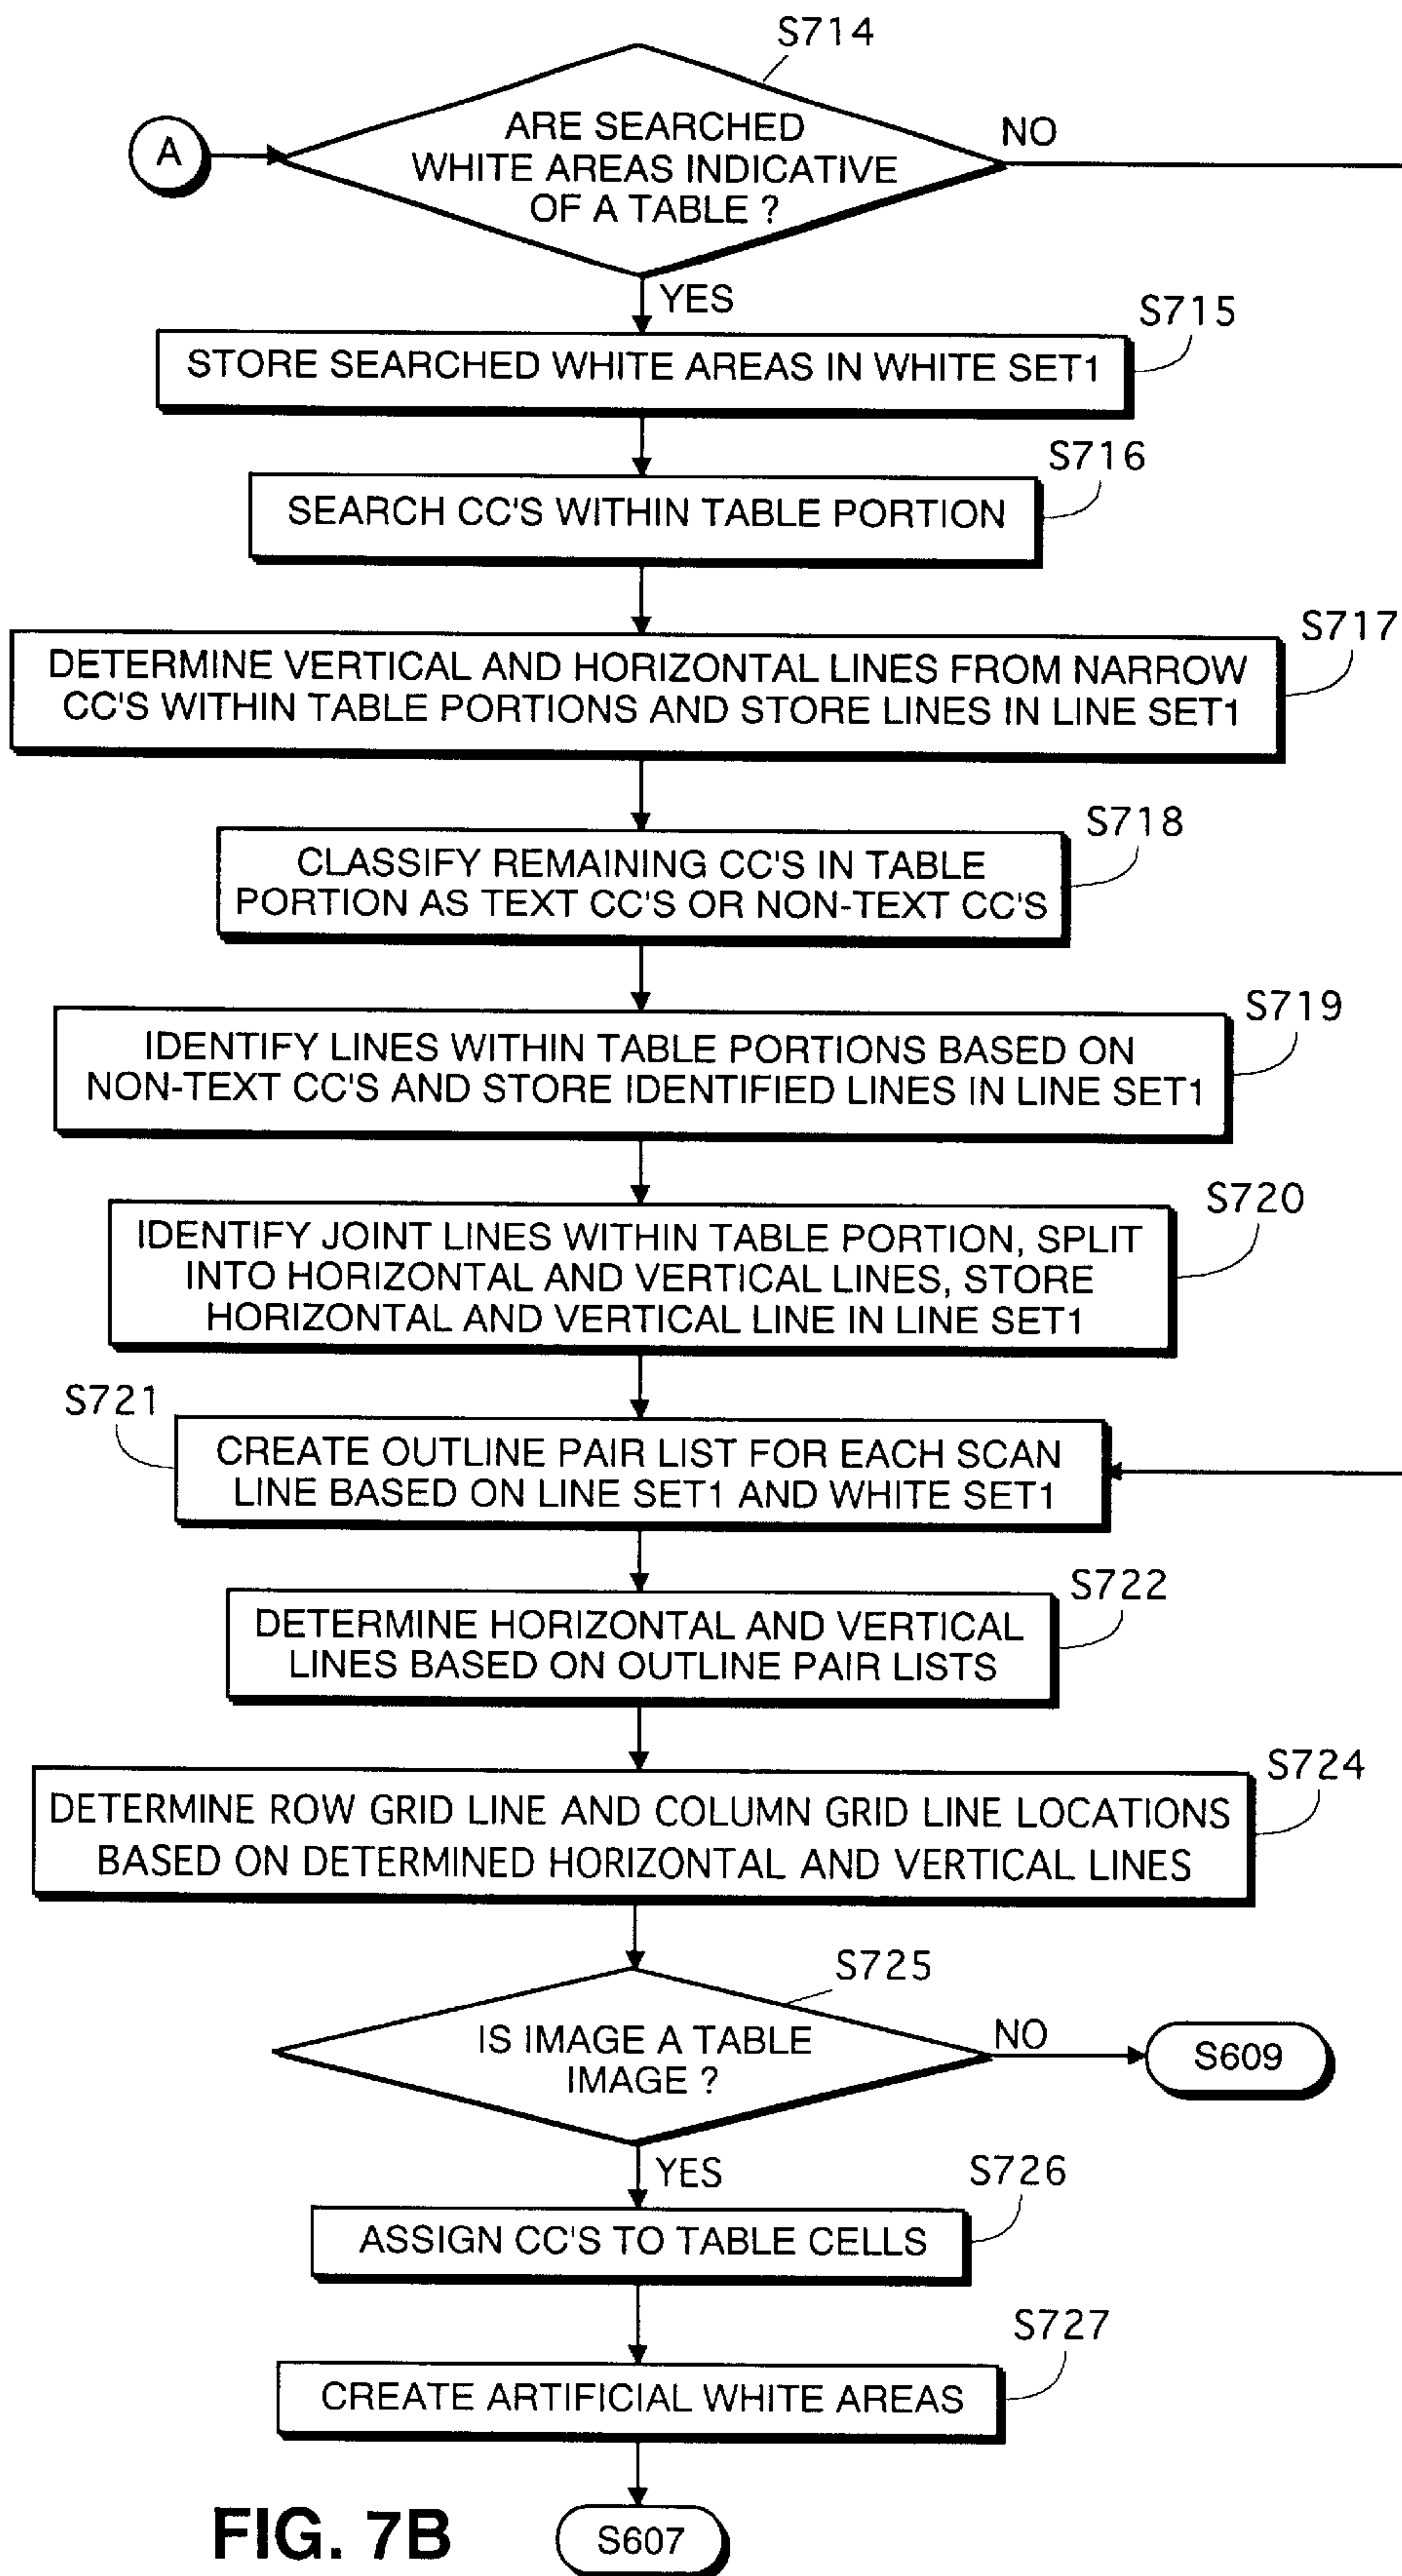 S714
A
ARE SEARCHED
WHITE AREAS INDICATIVE
OF A TABLE ?
NO
YES
S715
STORE SEARCHED WHITE AREAS IN WHITE SET1
S716
SEARCH CC'S WITHIN TABLE PORTION
S717
DETERMINE VERTICAL AND HORIZONTAL LINES FROM NARROW
CC'S WITHIN TABLE PORTIONS AND STORE LINES IN LINE SET1
S718
CLASSIFY REMAINING CC'S IN TABLE
PORTION AS TEXT CC'S OR NON-TEXT CC'S
S719
IDENTIFY LINES WITHIN TABLE PORTIONS BASED ON
NON-TEXT CC'S AND STORE IDENTIFIED LINES IN LINE SET1
S720
IDENTIFY JOINT LINES WITHIN TABLE PORTION, SPLIT
INTO HORIZONTAL AND VERTICAL LINES, STORE
HORIZONTAL AND VERTICAL LINE IN LINE SET1
S721
CREATE OUTLINE PAIR LIST FOR EACH SCAN
LINE BASED ON LINE SET1 AND WHITE SET1
S722
DETERMINE HORIZONTAL AND VERTICAL
LINES BASED ON OUTLINE PAIR LISTS
S724
DETERMINE ROW GRID LINE AND COLUMN GRID LINE LOCATIONS
BASED ON DETERMINED HORIZONTAL AND VERTICAL LINES
S725
IS IMAGE A TABLE
IMAGE ?
NO
S609
YES
S726
ASSIGN CC'S TO TABLE CELLS
S727
CREATE ARTIFICIAL WHITE AREAS
FIG. 7B
S607